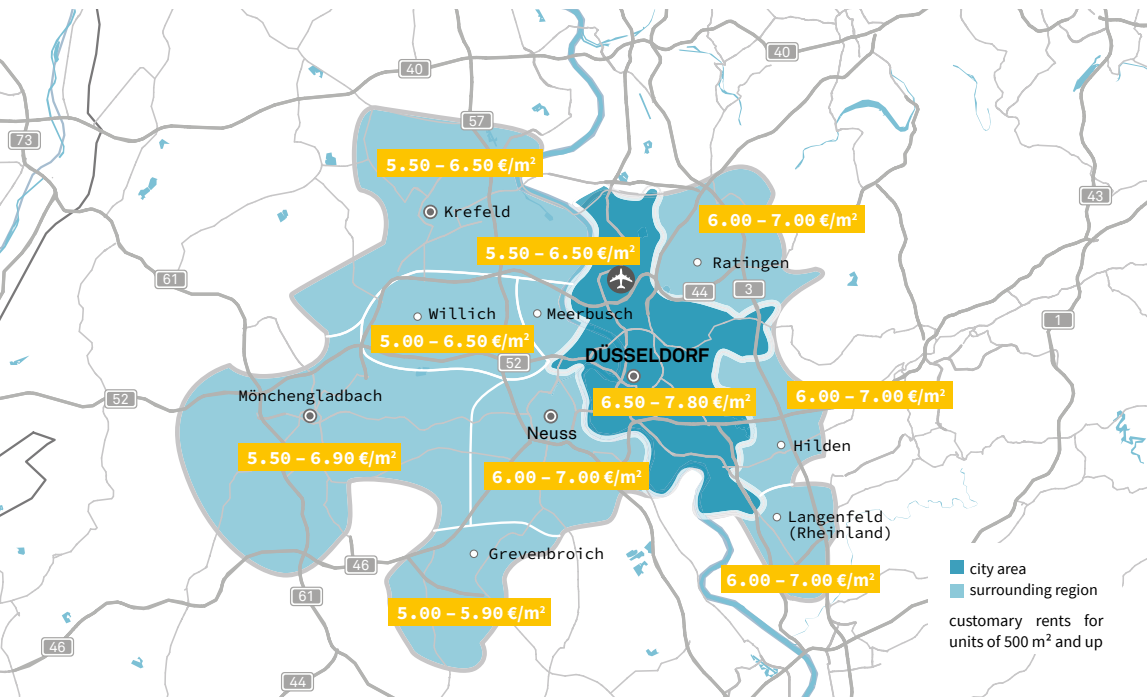 40
40
57
73
5.50 – 6.50 €/m²
43
Krefeld
6.00 – 7.00 €/m²
5.50 – 6.50 €/m²
Ratingen
61
44
3
Willich
Meerbusch
1
5.00 – 6.50 €/m²
DÜSSELDORF
52
52
Mönchengladbach
6.50 – 7.80 €/m²
6.00 – 7.00 €/m²
Neuss
Hilden
5.50 – 6.90 €/m²
6.00 – 7.00 €/m²
Langenfeld
(Rheinland)
Grevenbroich
46
6.00 – 7.00 €/m²
61
5.00 – 5.90 €/m²
46
44
city area
surrounding region
customary rents for
units of 500 m² and up